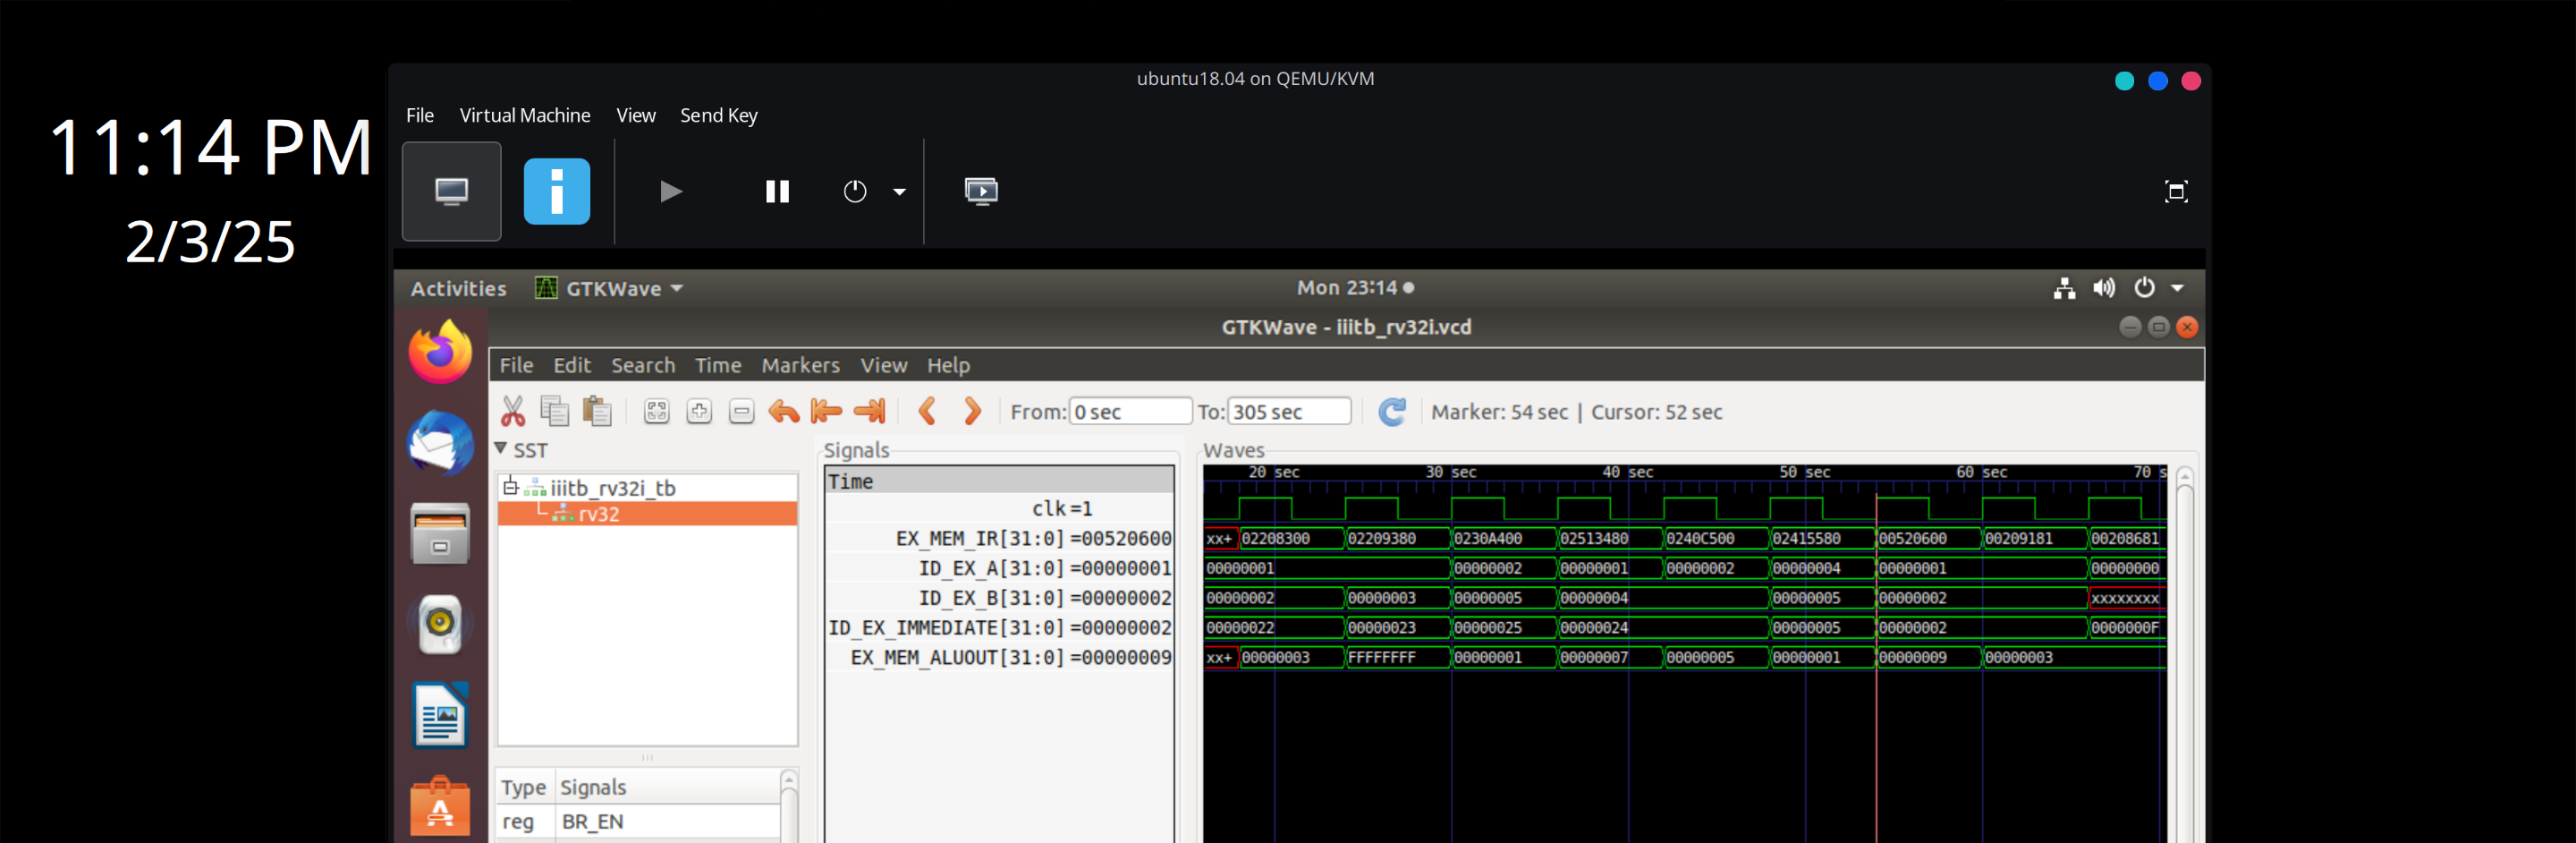 ubuntu18.04 on QEMU/KVM
11:14 PM
2/3/25
File Virtual Machine View Send Key
Activities GTKWave Mon 23:14
GTKWave - iiitb_rv32i.vcd
File Edit Search Time Markers View Help
From: 0 sec To: 305 sec Marker: 54 sec | Cursor: 52 sec
SST
iiitb_rv32i_tb
rv32
Type Signals
reg BR_EN
Signals
Time
clk =1
EX_MEM_IR[31:0] =00520600
ID_EX_A[31:0] =00000001
ID_EX_B[31:0] =00000002
ID_EX_IMMEDIATE[31:0] =00000002
EX_MEM_ALUOUT[31:0] =00000009
Waves
20 sec 30 sec 40 sec 50 sec 60 sec 70 s
xx+ 02208300 02209380 0230A400 02513480 0240C500 02415580 00520600 00209181 00208681
00000001 00000002 00000001 00000002 00000004 00000001 00000000
00000002 00000003 00000005 00000004 00000005 00000002 xxxxxxxx
00000022 00000023 00000025 00000024 00000005 00000002 0000000F
xx+ 00000003 FFFFFFFF 00000001 00000007 00000005 00000001 00000009 00000003